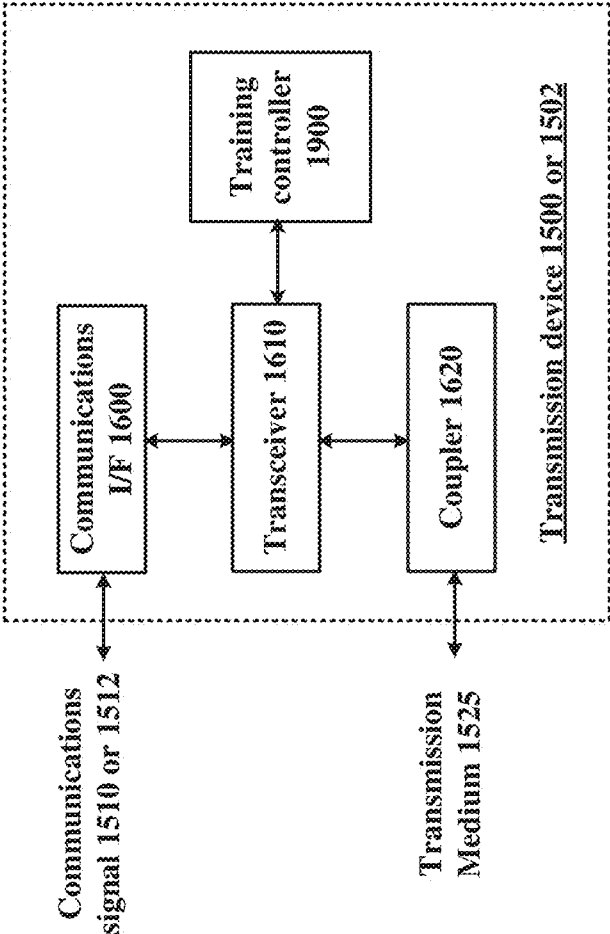 Communications
signal 1510 or 1512
Transmission
Medium 1525
Communications
I/F 1600
Transceiver 1610
Coupler 1620
Training
controller
1900
Transmission device 1500 or 1502